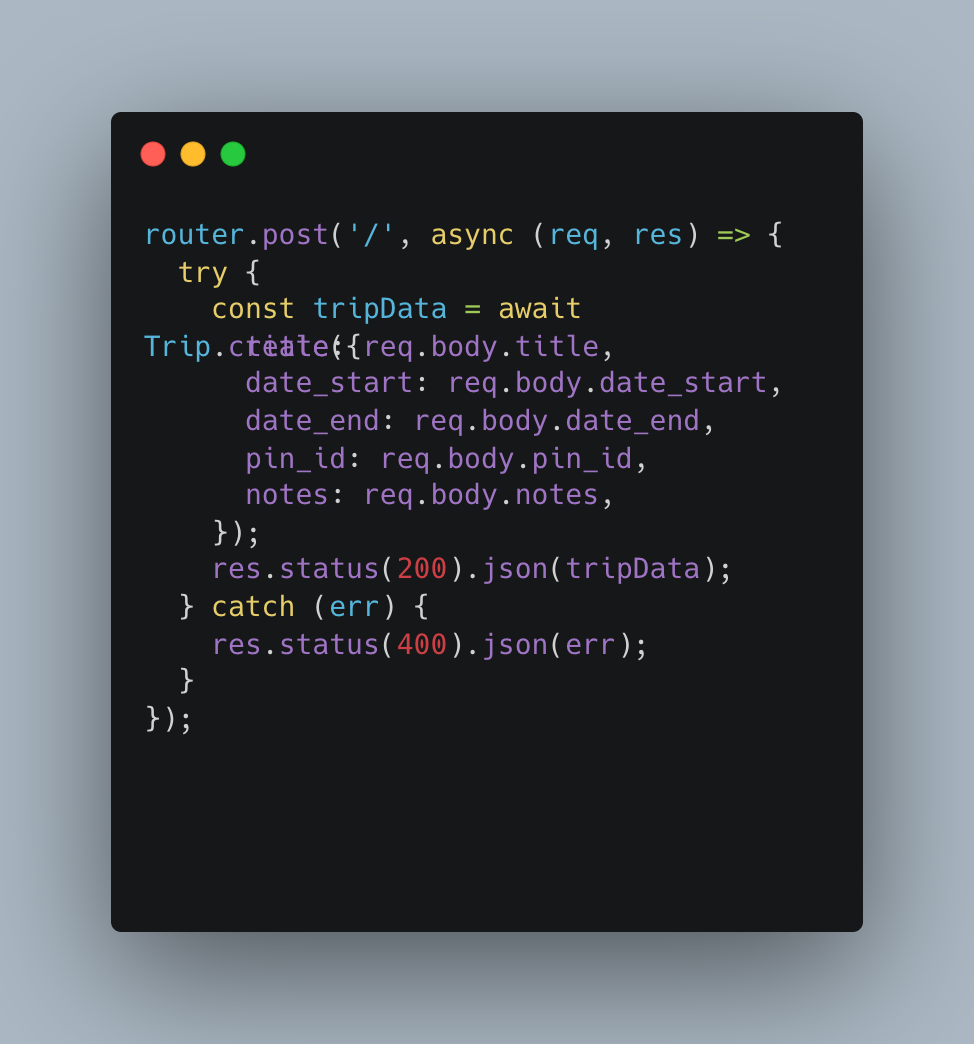 router.post('/', async (req, res) => {
  try {
    const tripData = await
Trip.create({
      title: req.body.title,
      date_start: req.body.date_start,
      date_end: req.body.date_end,
      pin_id: req.body.pin_id,
      notes: req.body.notes,
    });
    res.status(200).json(tripData);
  } catch (err) {
    res.status(400).json(err);
  }
});